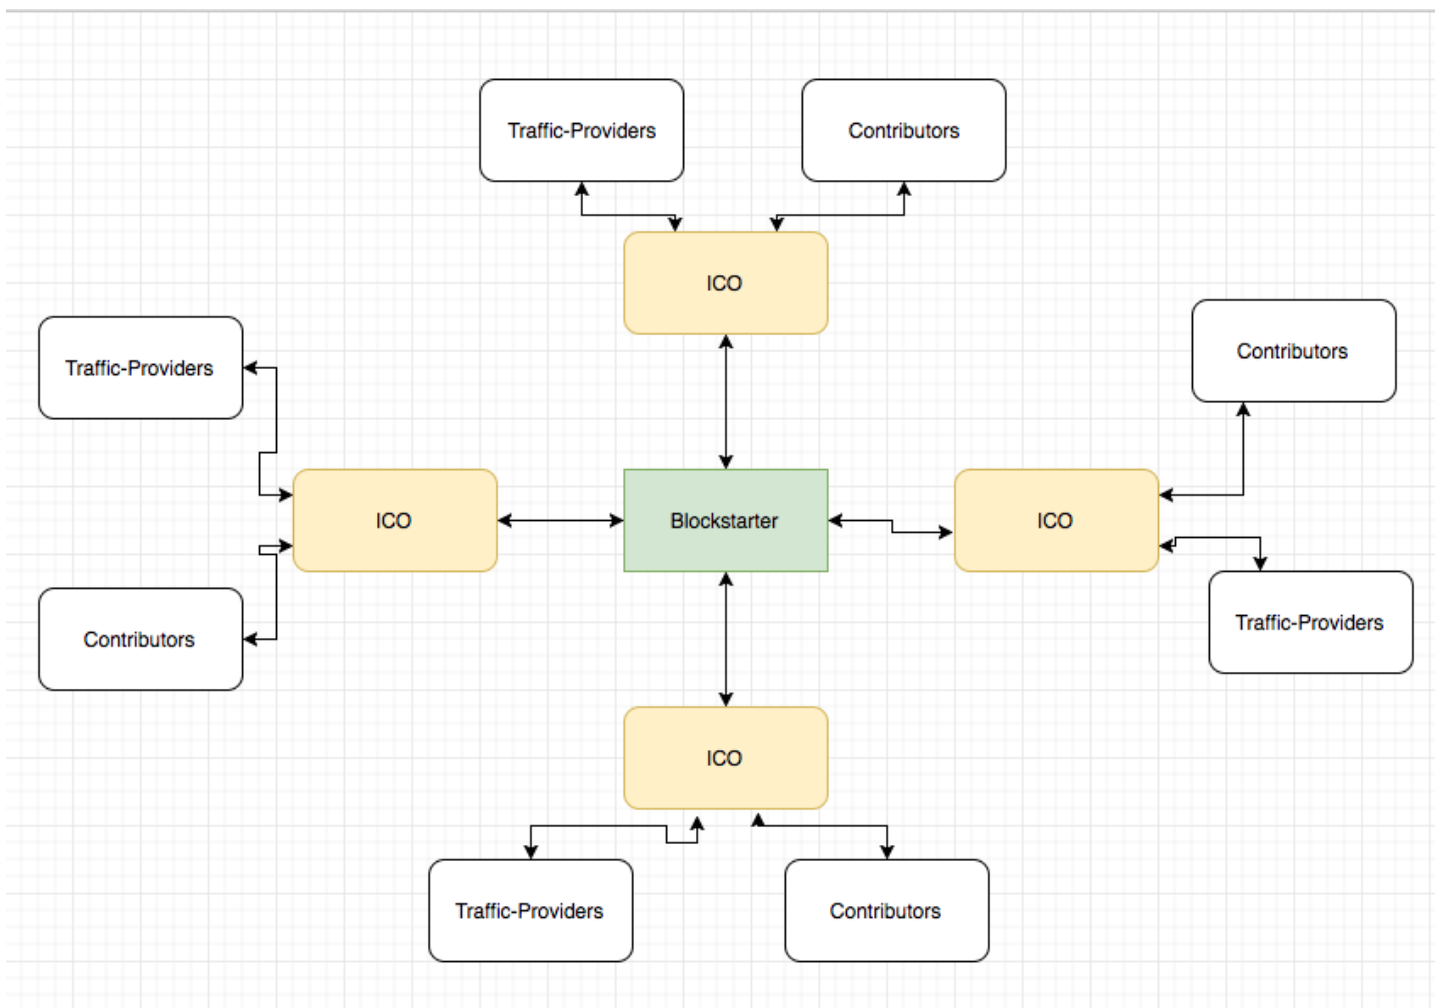 Traffic-Providers
Contributors
ICO
Contributors
Traffic-Providers
ICO
Blockstarter
ICO
Contributors
Traffic-Providers
ICO
Traffic-Providers
Contributors